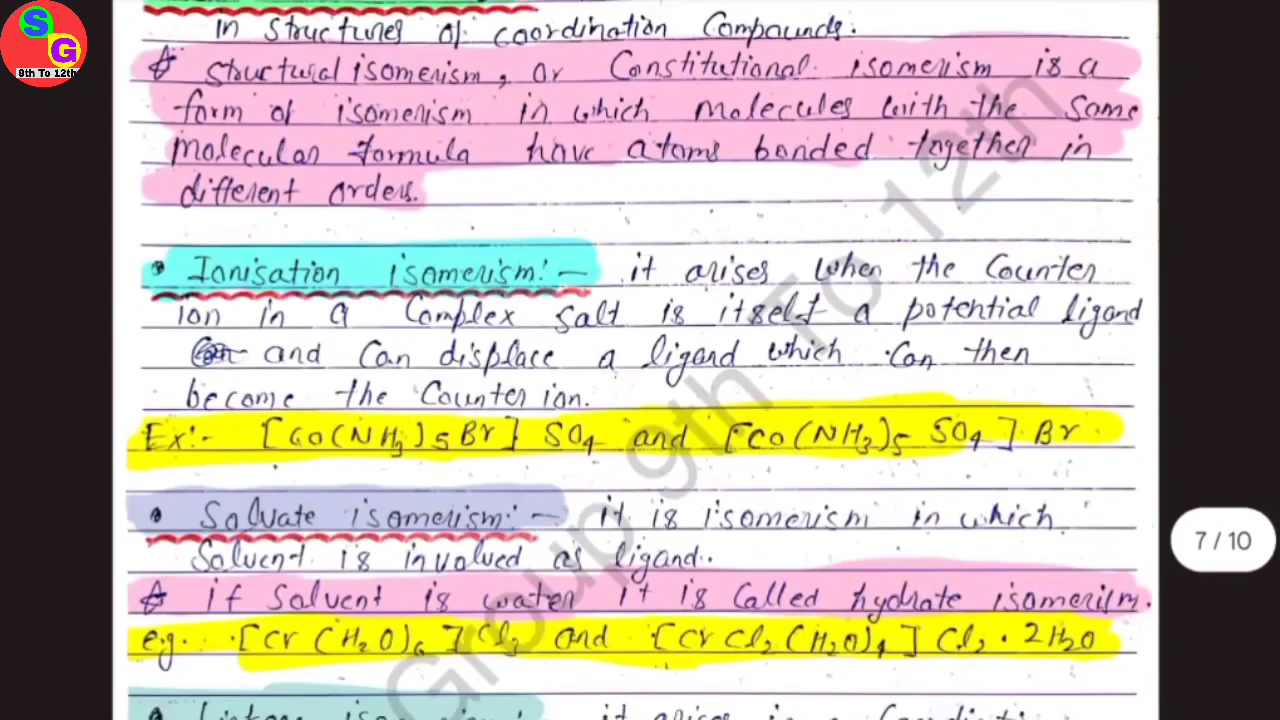 SG
9th To 12th
in structures of coordination Compounds.
Structural isomerism, or Constitutional isomerism is a
form of isomerism in which molecules with the same
molecular formula have atoms bonded together in
different orders.
• Ionisation isomerism:- it arises when the Counter
ion in a Complex salt is itself a potential ligand
and can displace a ligand which can then
become the Counter ion.
Ex:- [Co(NH3)5Br] SO4 and [Co(NH3)5 SO4] Br
• Solvate isomerism:- it is isomerism in which
Solvent is involved as ligand.
if Solvent is water it is called hydrate isomerism.
e.g. [Cr(H2O)6]Cl3 and [CrCl2(H2O)4] Cl2 · 2H2O
7 / 10
Group 9th To 12th